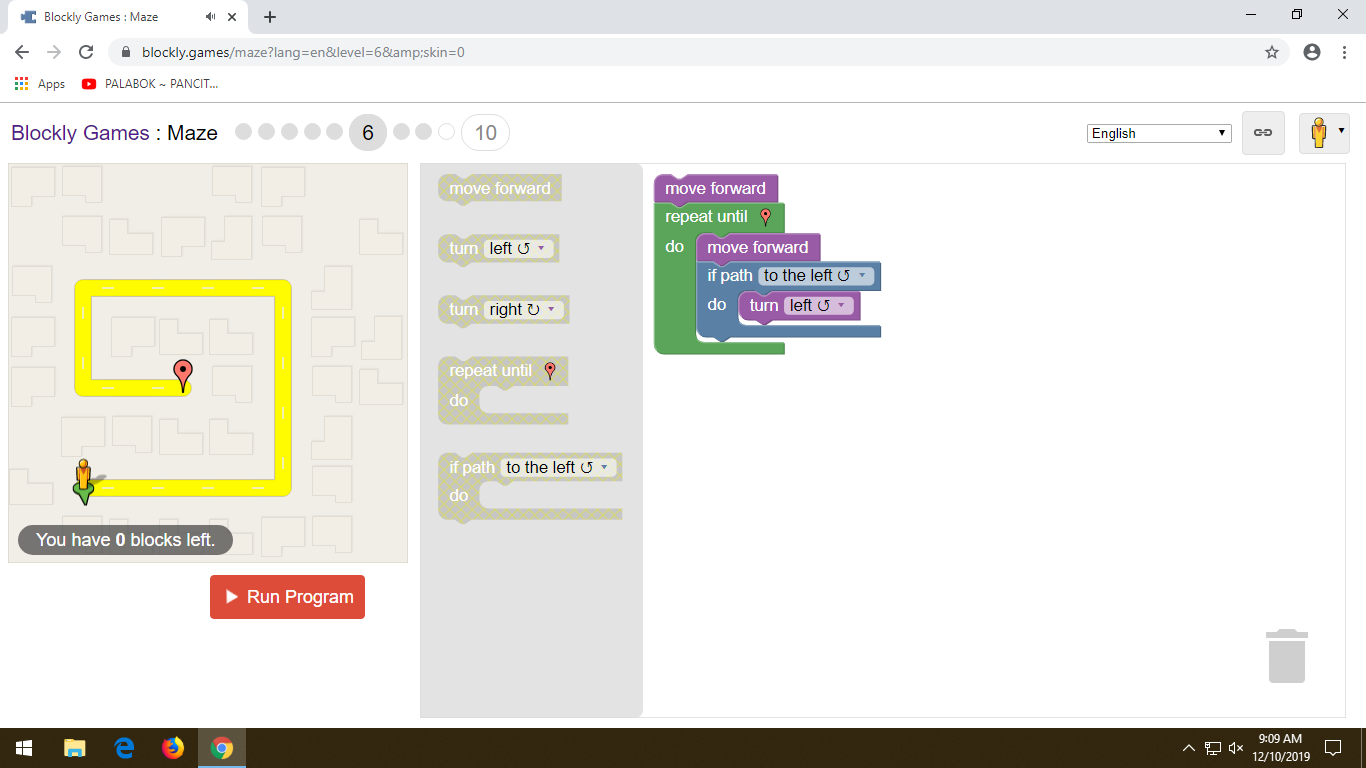 Blockly Games : Maze
blockly.games/maze?lang=en&level=6&amp;skin=0
Apps
PALABOK ~ PANCIT...
Blockly Games : Maze
6
10
English
move forward
turn left ↺
turn right ↻
repeat until
do
if path to the left ↺
do
move forward
repeat until
do
move forward
if path to the left ↺
do
turn left ↺
You have 0 blocks left.
Run Program
9:09 AM
12/10/2019